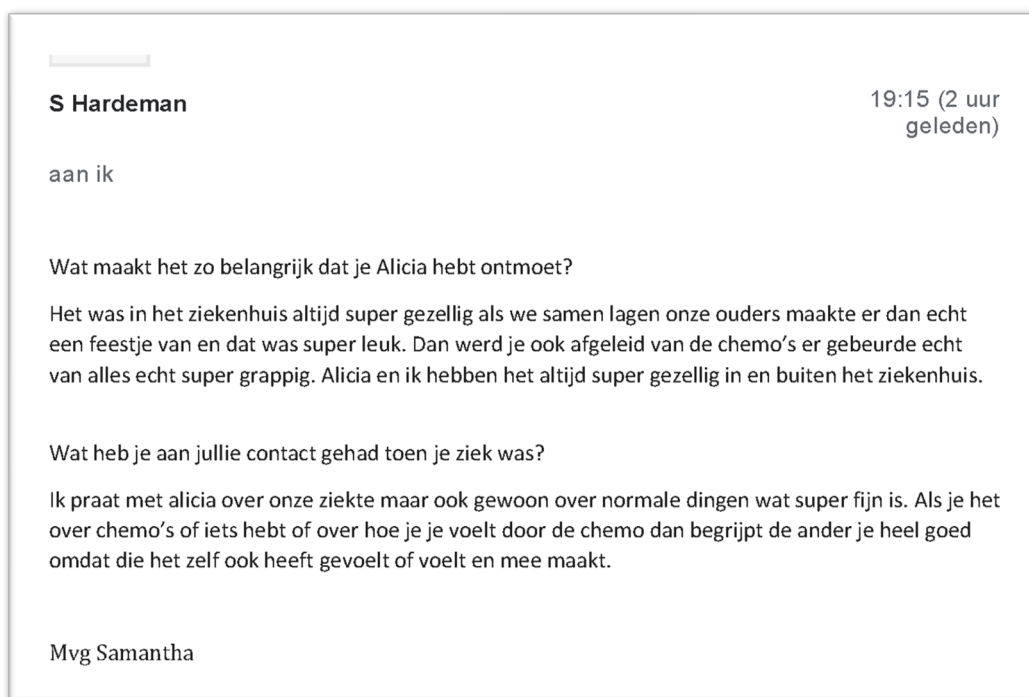 S Hardeman
19:15 (2 uur
geleden)
aan ik
Wat maakt het zo belangrijk dat je Alicia hebt ontmoet?
Het was in het ziekenhuis altijd super gezellig als we samen lagen onze ouders maakte er dan echt
een feestje van en dat was super leuk. Dan werd je ook afgeleid van de chemo’s er gebeurde echt
van alles echt super grappig. Alicia en ik hebben het altijd super gezellig in en buiten het ziekenhuis.
Wat heb je aan jullie contact gehad toen je ziek was?
Ik praat met alicia over onze ziekte maar ook gewoon over normale dingen wat super fijn is. Als je het
over chemo’s of iets hebt of over hoe je je voelt door de chemo dan begrijpt de ander je heel goed
omdat die het zelf ook heeft gevoelt of voelt en mee maakt.
Mvg Samantha